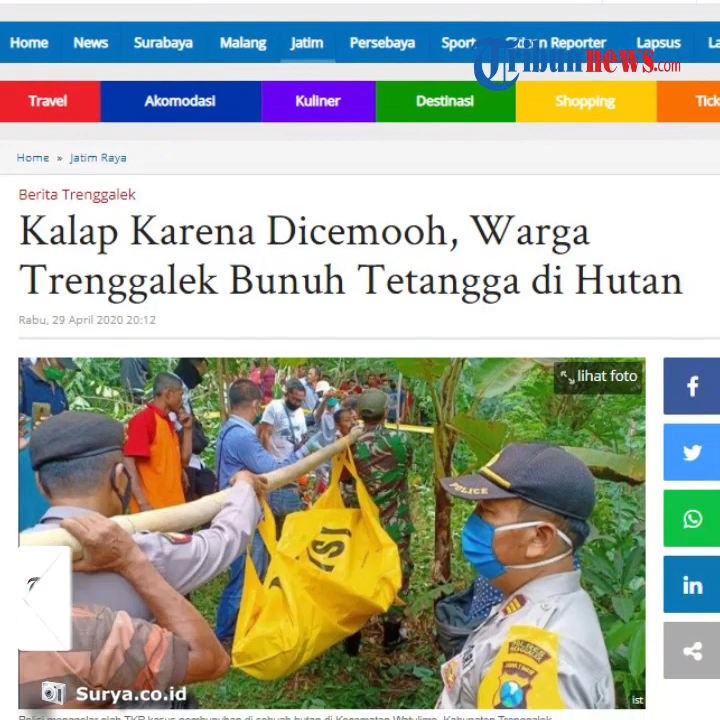 Home News Surabaya Malang Jatim Persebaya Sport Citizen Reporter Lapsus
Tribunnews.com
Travel Akomodasi Kuliner Destinasi Shopping
Home » Jatim Raya
Berita Trenggalek
Kalap Karena Dicemooh, Warga
Trenggalek Bunuh Tetangga di Hutan
Rabu, 29 April 2020 20:12
lihat foto
POLICE
Surya.co.id
ist